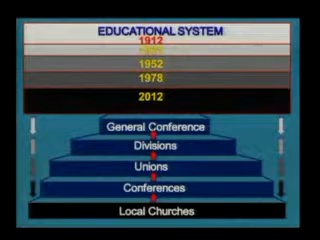 EDUCATIONAL SYSTEM
1912
1952
1978
2012
General Conference
Divisions
Unions
Conferences
Local Churches